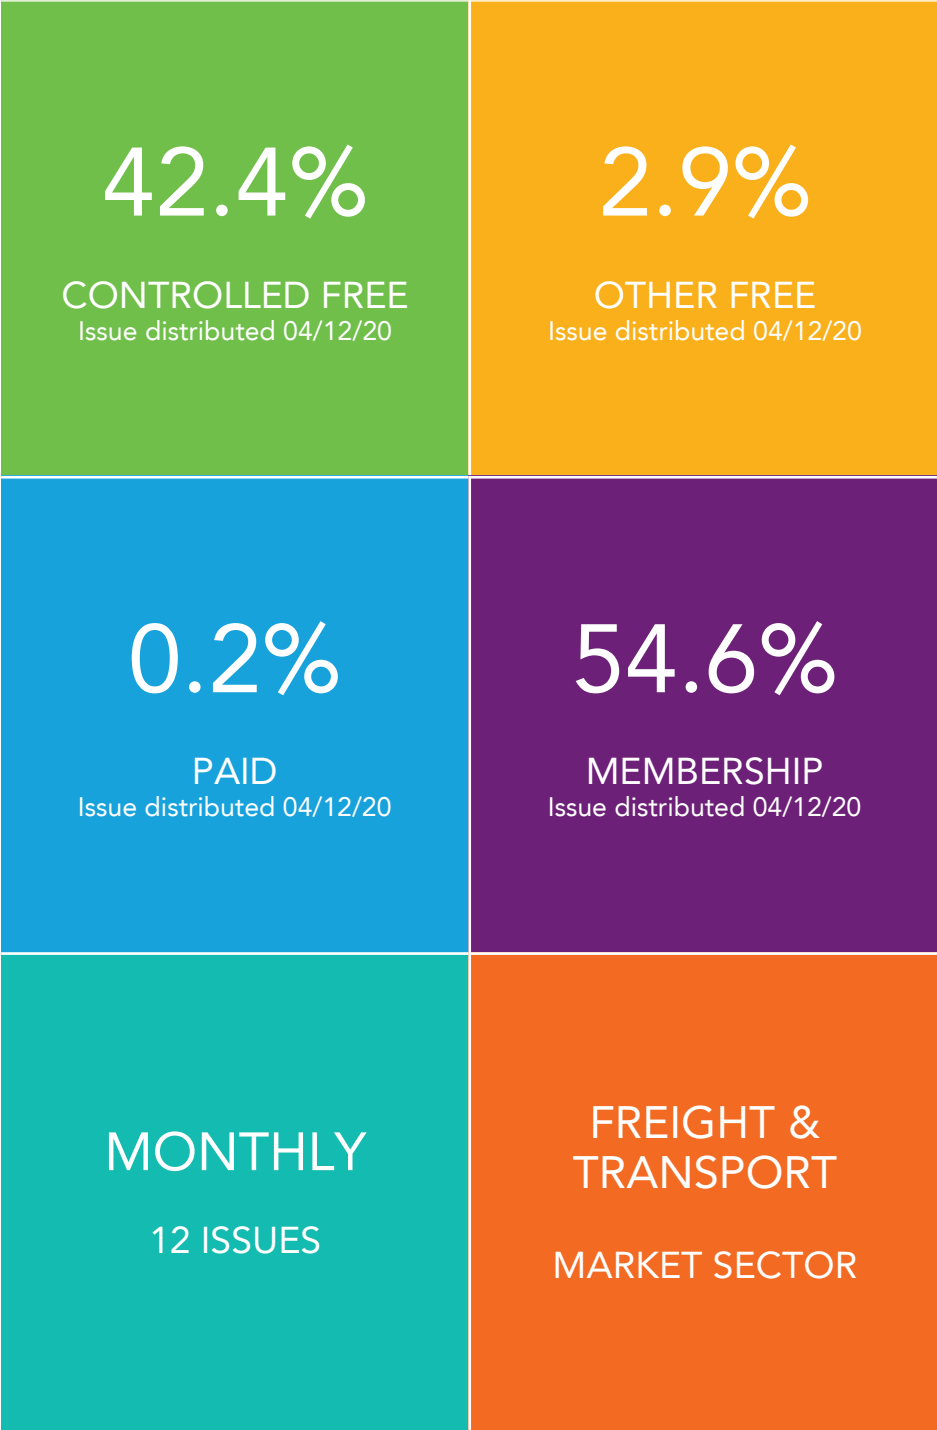 42.4%
CONTROLLED FREE
Issue distributed 04/12/20
2.9%
OTHER FREE
Issue distributed 04/12/20
0.2%
PAID
Issue distributed 04/12/20
54.6%
MEMBERSHIP
Issue distributed 04/12/20
MONTHLY
12 ISSUES
FREIGHT &
TRANSPORT
MARKET SECTOR